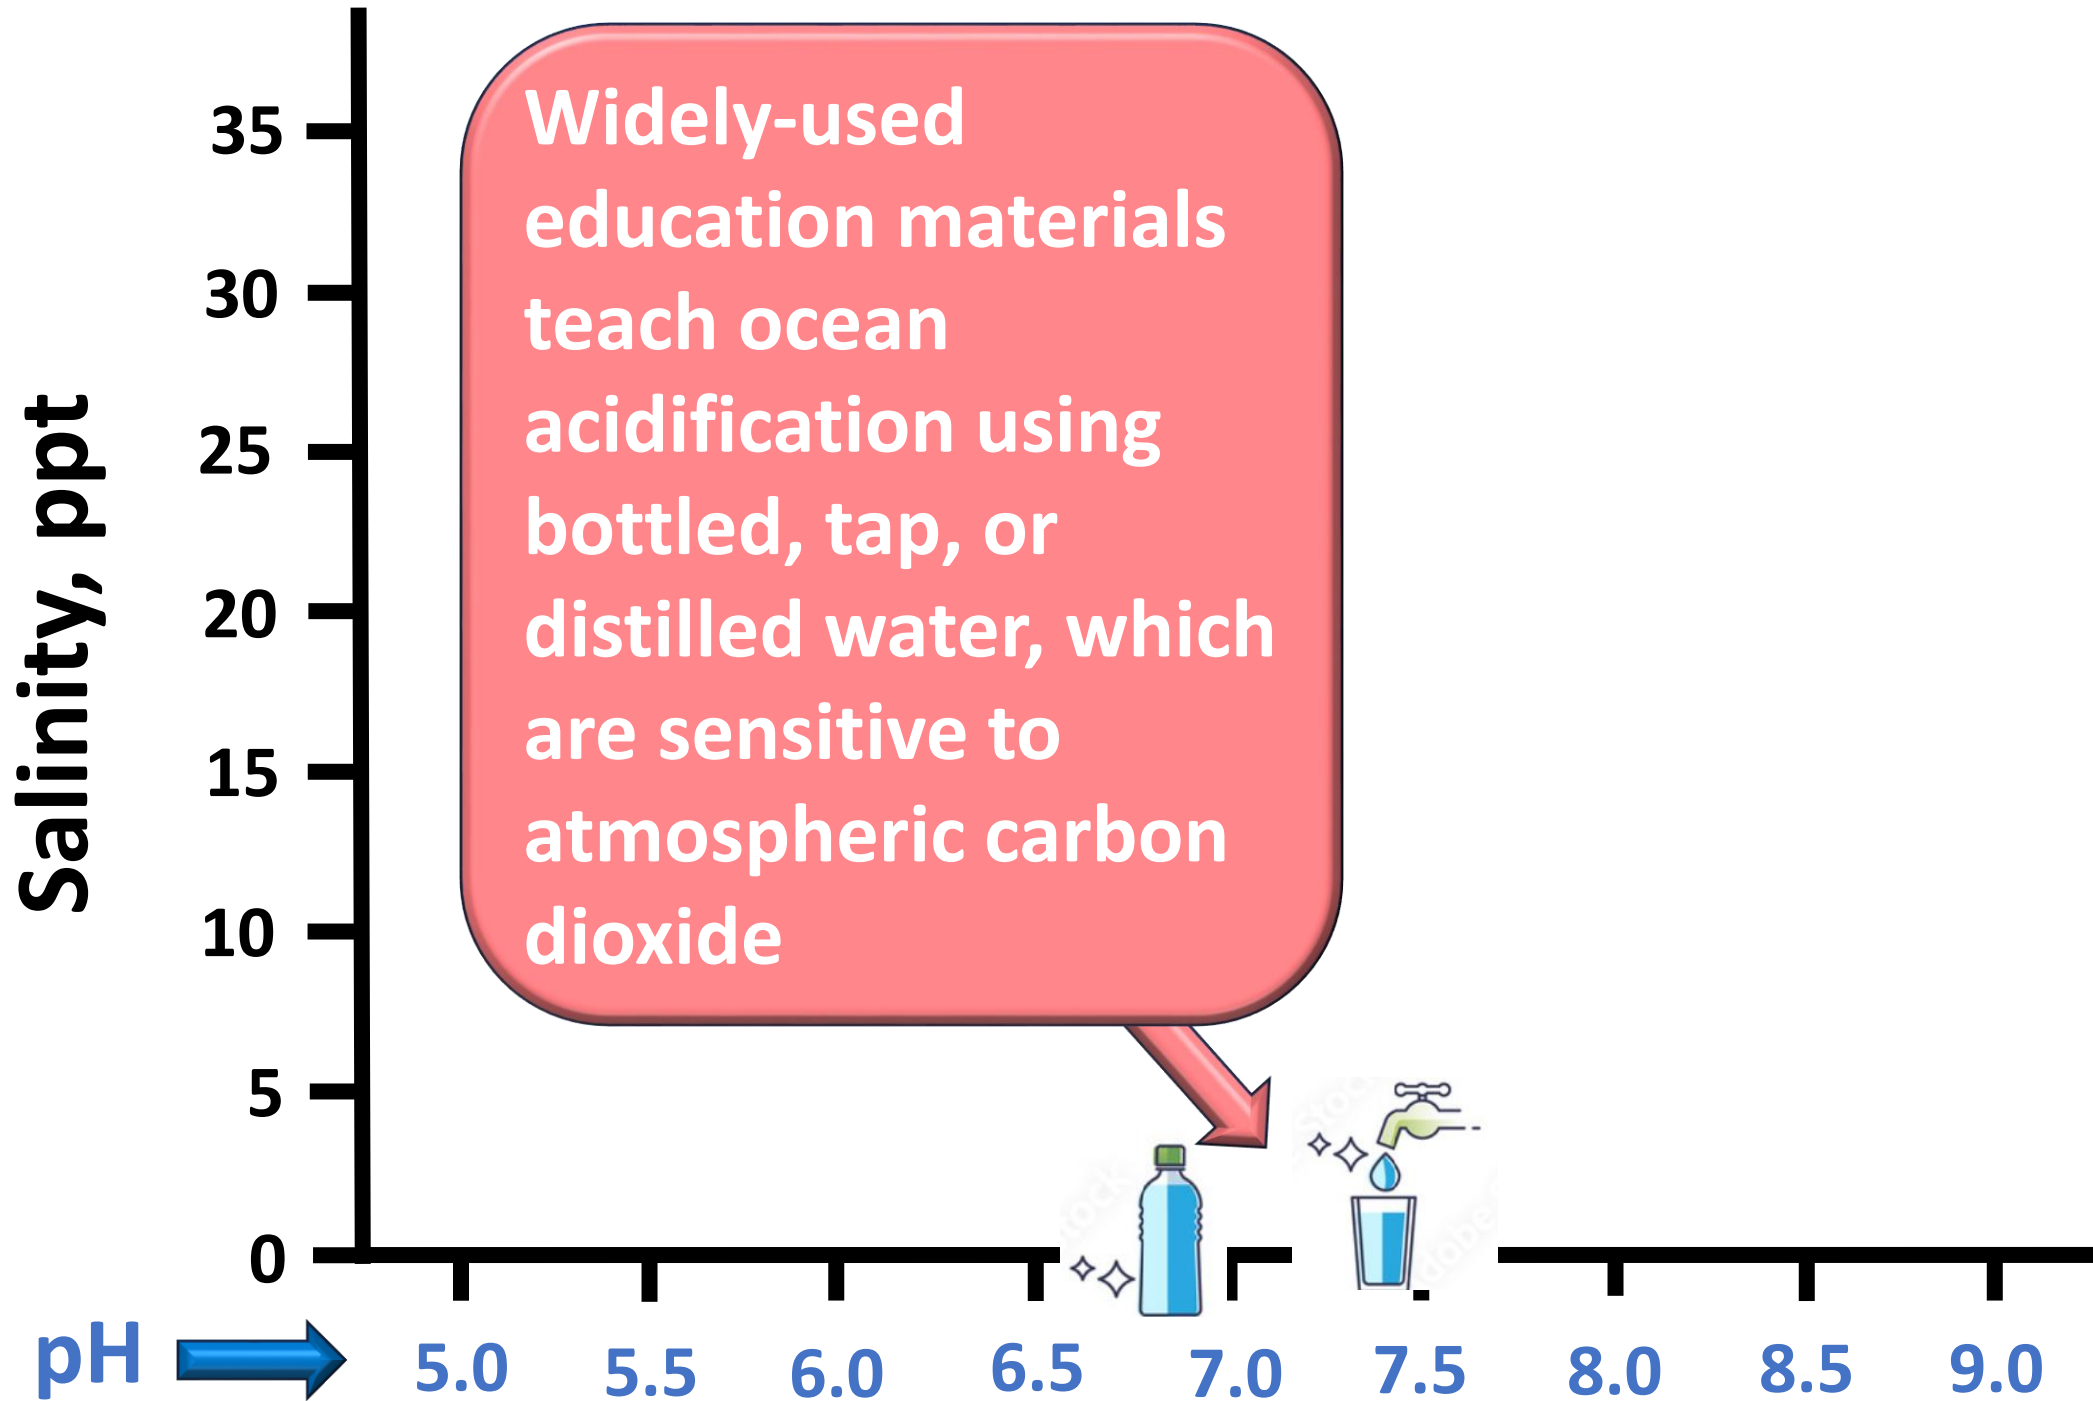 Salinity, ppt
35
30
25
20
15
10
5
0
Widely-used
education materials
teach ocean
acidification using
bottled, tap, or
distilled water, which
are sensitive to
atmospheric carbon
dioxide
pH
5.0 5.5 6.0 6.5 7.0 7.5 8.0 8.5 9.0